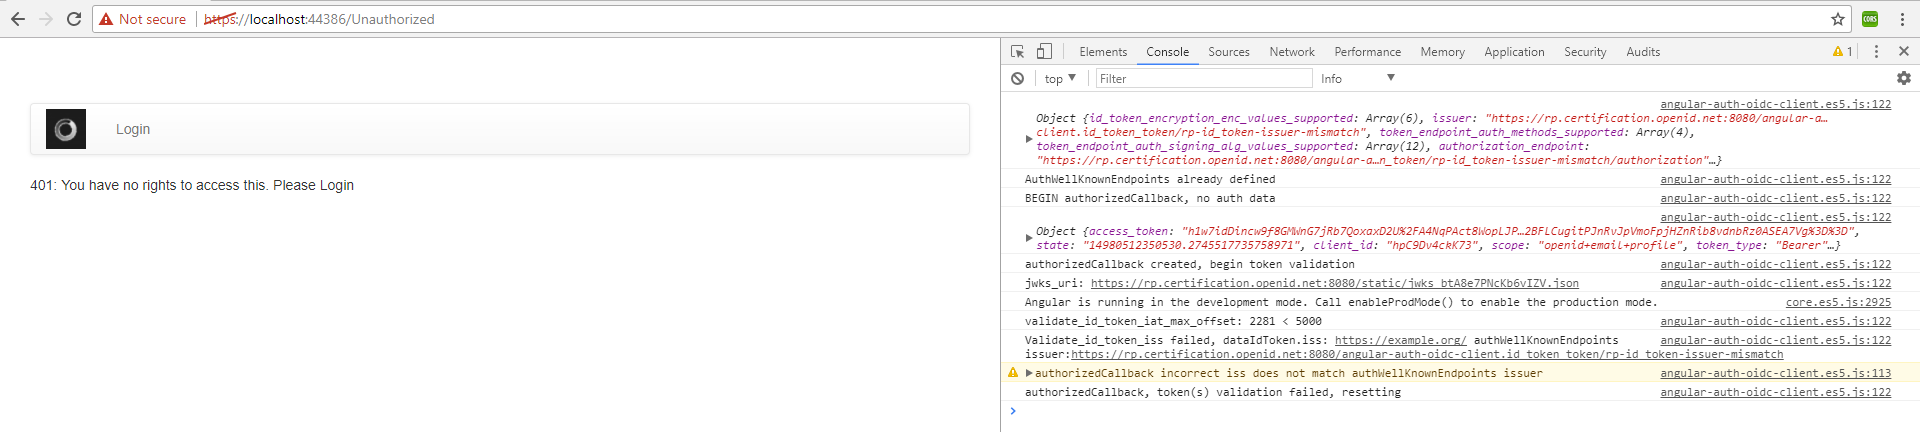 Not secure https://localhost:44386/Unauthorized CORS
Elements Console Sources Network Performance Memory Application Security Audits 1
top Filter Info
Login
401: You have no rights to access this. Please Login
angular-auth-oidc-client.es5.js:122
Object {id_token_encryption_enc_values_supported: Array(6), issuer: "https://rp.certification.openid.net:8080/angular-a…
client.id_token_token/rp-id_token-issuer-mismatch", token_endpoint_auth_methods_supported: Array(4),
token_endpoint_auth_signing_alg_values_supported: Array(12), authorization_endpoint:
"https://rp.certification.openid.net:8080/angular-a…n_token/rp-id_token-issuer-mismatch/authorization"…}
AuthWellKnownEndpoints already defined angular-auth-oidc-client.es5.js:122
BEGIN authorizedCallback, no auth data angular-auth-oidc-client.es5.js:122
angular-auth-oidc-client.es5.js:122
Object {access_token: "h1w7idDincw9f8GMWnG7jRb7QoxaxD2U%2FA4NqPAct8WopLJP…2BFLCugitPJnRvJpVmoFpjHZnRib8vdnbRz0ASEA7Vg%3D%3D",
state: "14980512350530.2745517735758971", client_id: "hpC9Dv4ckK73", scope: "openid+email+profile", token_type: "Bearer"…}
authorizedCallback created, begin token validation angular-auth-oidc-client.es5.js:122
jwks_uri: https://rp.certification.openid.net:8080/static/jwks_btA8e7PNcKb6vIZV.json angular-auth-oidc-client.es5.js:122
Angular is running in the development mode. Call enableProdMode() to enable the production mode. core.es5.js:2925
validate_id_token_iat_max_offset: 2281 < 5000 angular-auth-oidc-client.es5.js:122
Validate_id_token_iss failed, dataIdToken.iss: https://example.org/ authWellKnownEndpoints angular-auth-oidc-client.es5.js:122
issuer:https://rp.certification.openid.net:8080/angular-auth-oidc-client.id_token_token/rp-id_token-issuer-mismatch
authorizedCallback incorrect iss does not match authWellKnownEndpoints issuer angular-auth-oidc-client.es5.js:113
authorizedCallback, token(s) validation failed, resetting angular-auth-oidc-client.es5.js:122